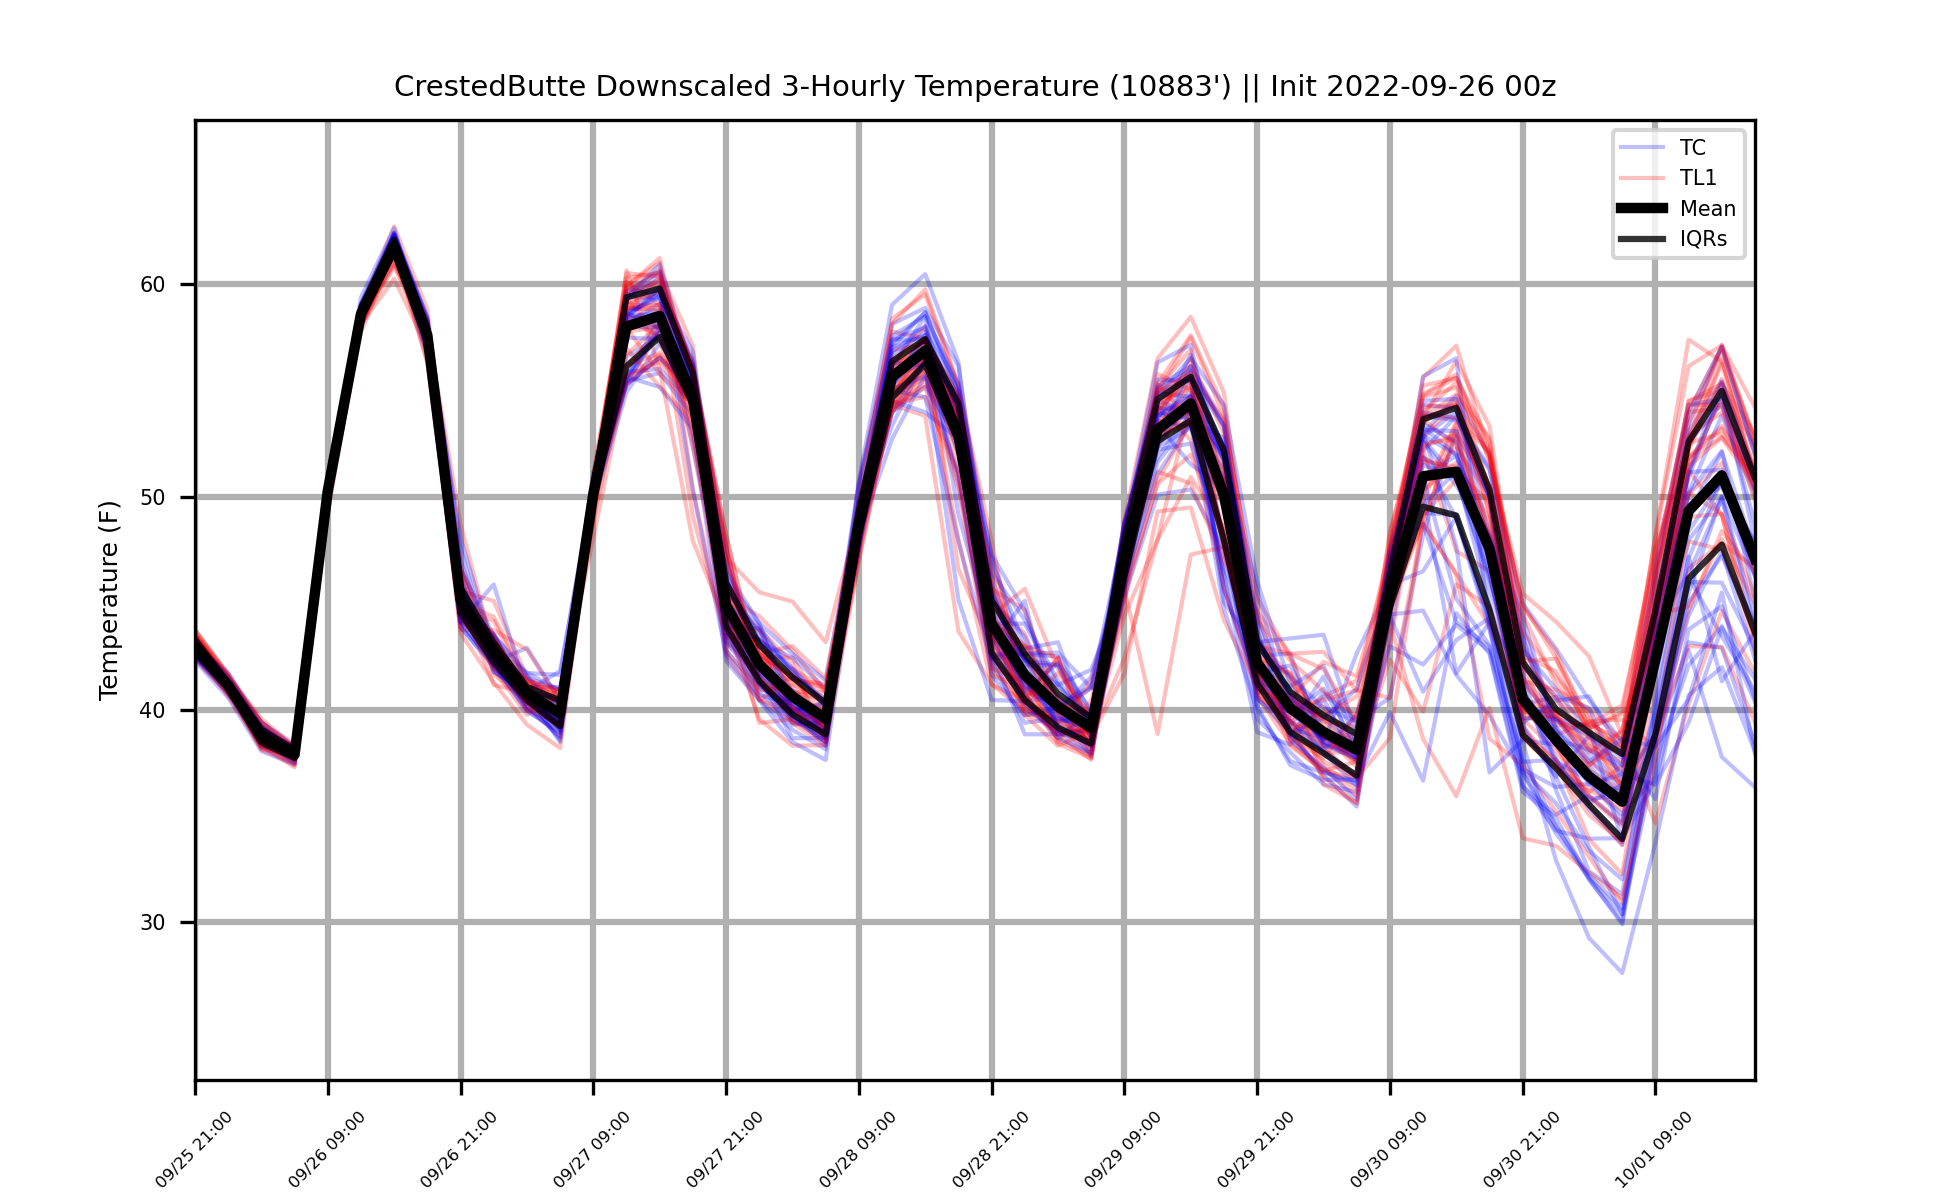 CrestedButte Downscaled 3-Hourly Temperature (10883') || Init 2022-09-26 00z
TC
TL1
Mean
IQRs
Temperature (F)
60
50
40
30
09/25 21:00
09/26 09:00
09/26 21:00
09/27 09:00
09/27 21:00
09/28 09:00
09/28 21:00
09/29 09:00
09/29 21:00
09/30 09:00
09/30 21:00
10/01 09:00